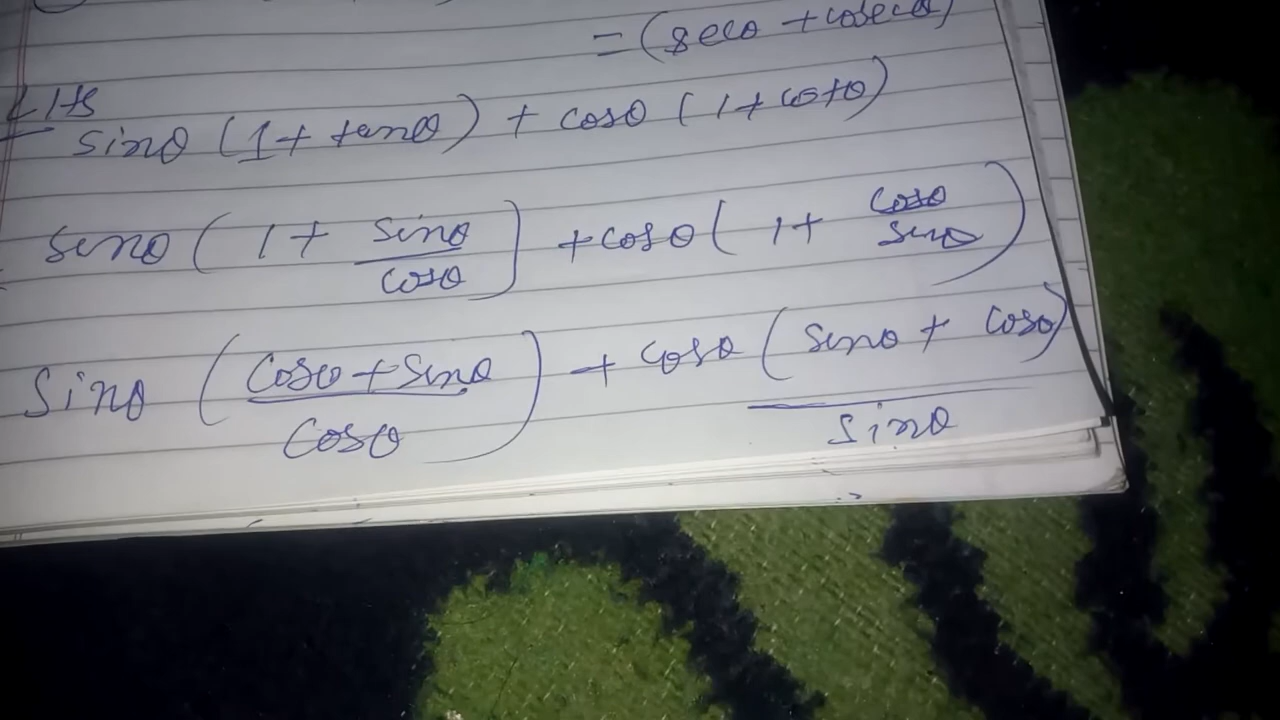 = (secθ + cosecθ)
LHS
sinθ (1 + tanθ) + cosθ (1 + cotθ)
sinθ ( 1 + sinθ/cosθ ) + cosθ ( 1 + cosθ/sinθ )
sinθ ( cosθ + sinθ / cosθ ) + cosθ ( sinθ + cosθ ) / sinθ